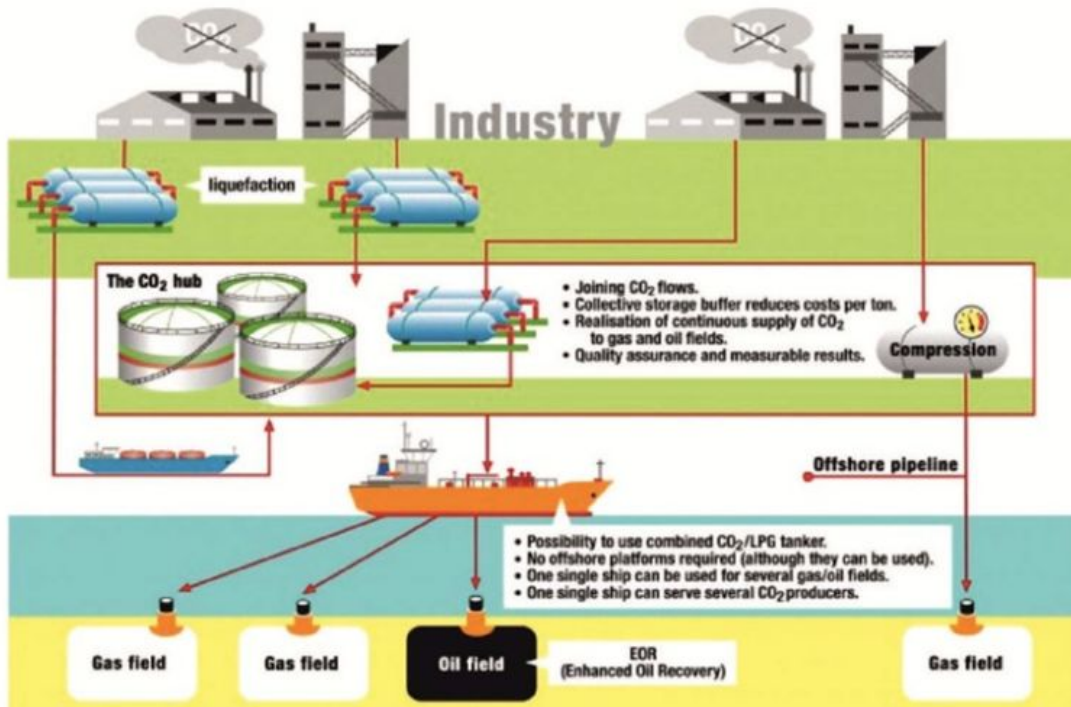 CO₂
CO₂
Industry
liquefaction
The CO₂ hub
• Joining CO₂ flows.
• Collective storage buffer reduces costs per ton.
• Realisation of continuous supply of CO₂
to gas and oil fields.
• Quality assurance and measurable results.
Compression
Offshore pipeline
• Possibility to use combined CO₂/LPG tanker.
• No offshore platforms required (although they can be used).
• One single ship can be used for several gas/oil fields.
• One single ship can serve several CO₂ producers.
Gas field
Gas field
Oil field
EOR
(Enhanced Oil Recovery)
Gas field